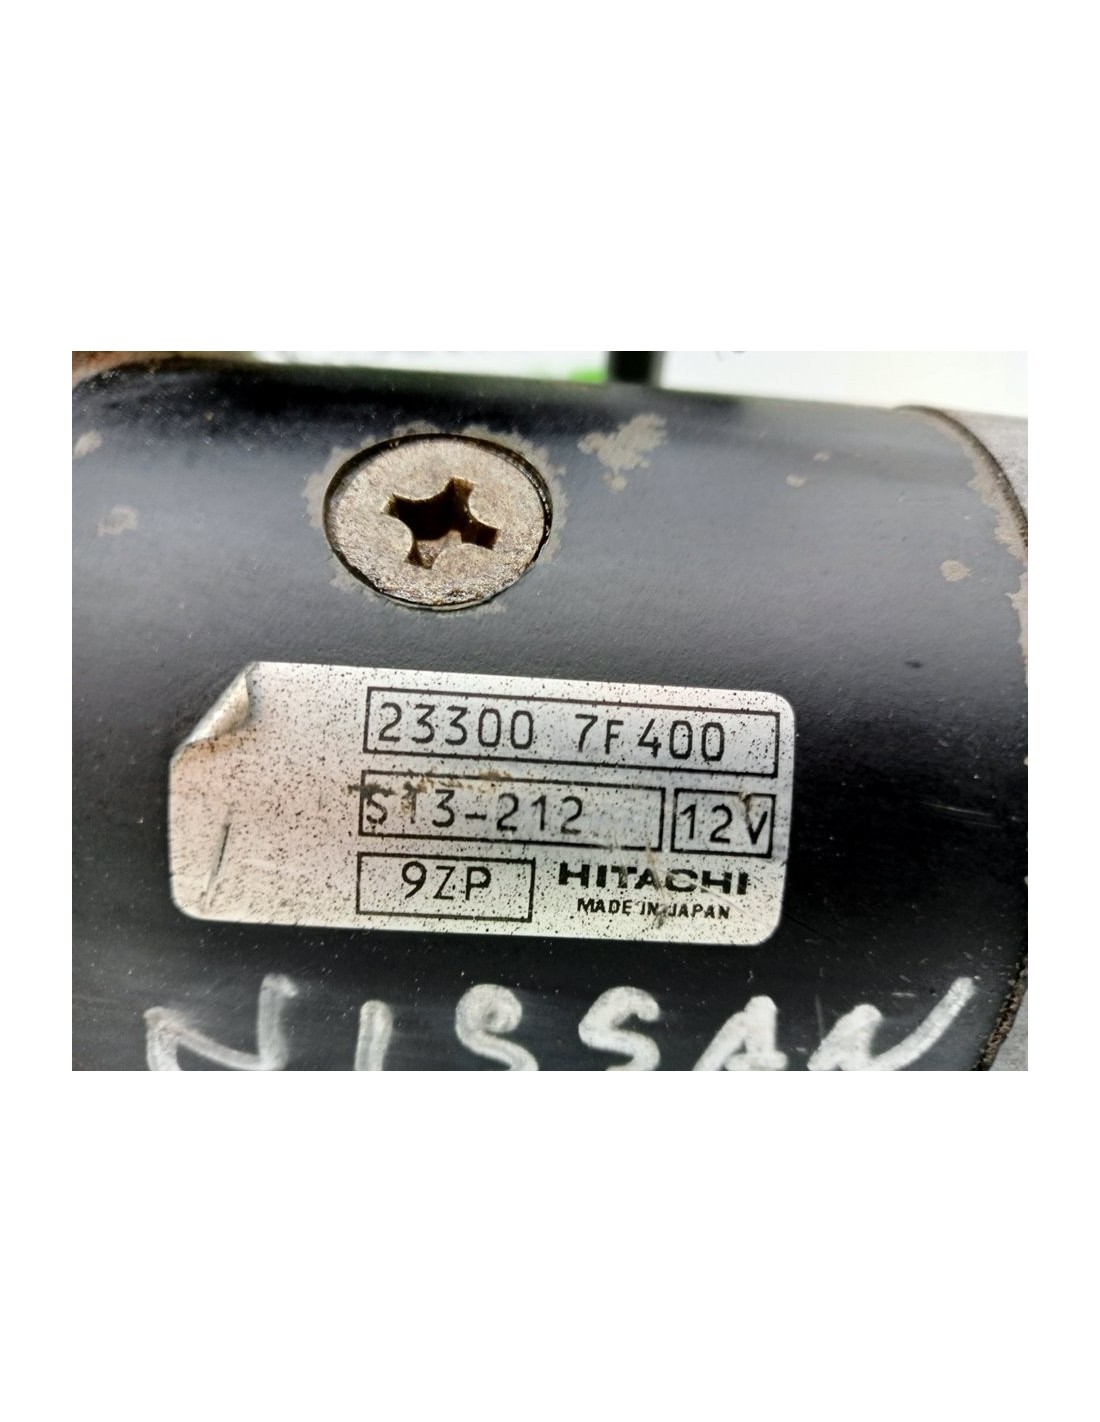 23300 7F400
S13-212 12V
9ZP HITACHI
MADE IN JAPAN
NISSAN